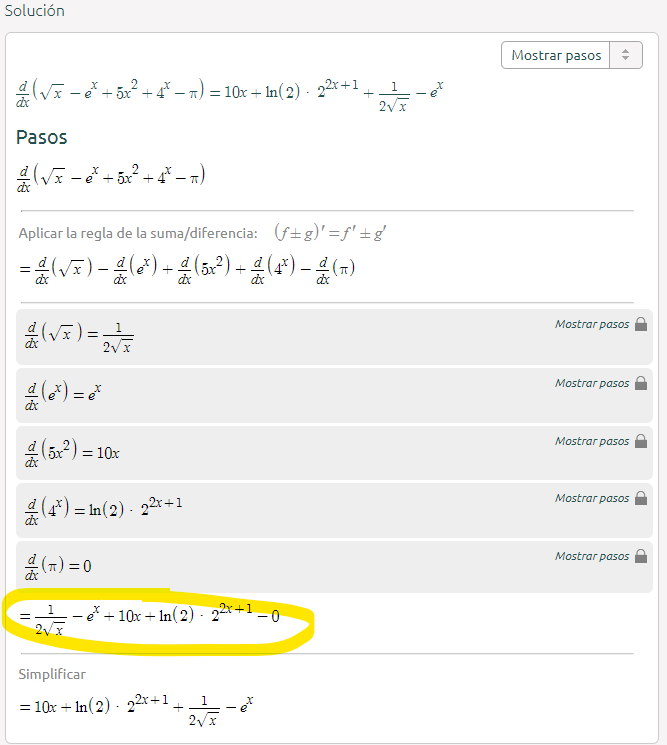 Solución
Mostrar pasos
d/dx(√x − e^x + 5x^2 + 4^x − π) = 10x + ln(2) · 2^(2x+1) + 1/(2√x) − e^x
Pasos
d/dx(√x − e^x + 5x^2 + 4^x − π)
Aplicar la regla de la suma/diferencia: (f ± g)′ = f′ ± g′
= d/dx(√x) − d/dx(e^x) + d/dx(5x^2) + d/dx(4^x) − d/dx(π)
d/dx(√x) = 1/(2√x) Mostrar pasos
d/dx(e^x) = e^x Mostrar pasos
d/dx(5x^2) = 10x Mostrar pasos
d/dx(4^x) = ln(2) · 2^(2x+1) Mostrar pasos
d/dx(π) = 0 Mostrar pasos
= 1/(2√x) − e^x + 10x + ln(2) · 2^(2x+1) − 0
Simplificar
= 10x + ln(2) · 2^(2x+1) + 1/(2√x) − e^x